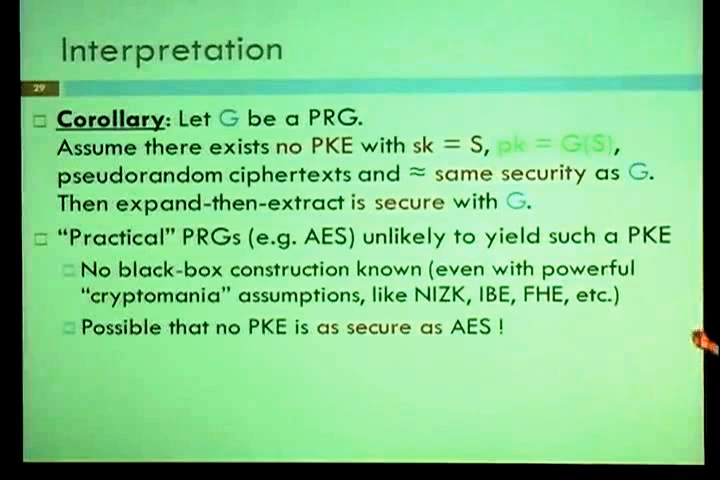 Interpretation
29
Corollary: Let G be a PRG.
Assume there exists no PKE with sk = S, pk = G(S),
pseudorandom ciphertexts and ≈ same security as G.
Then expand-then-extract is secure with G.
“Practical” PRGs (e.g. AES) unlikely to yield such a PKE
No black-box construction known (even with powerful
“cryptomania” assumptions, like NIZK, IBE, FHE, etc.)
Possible that no PKE is as secure as AES !